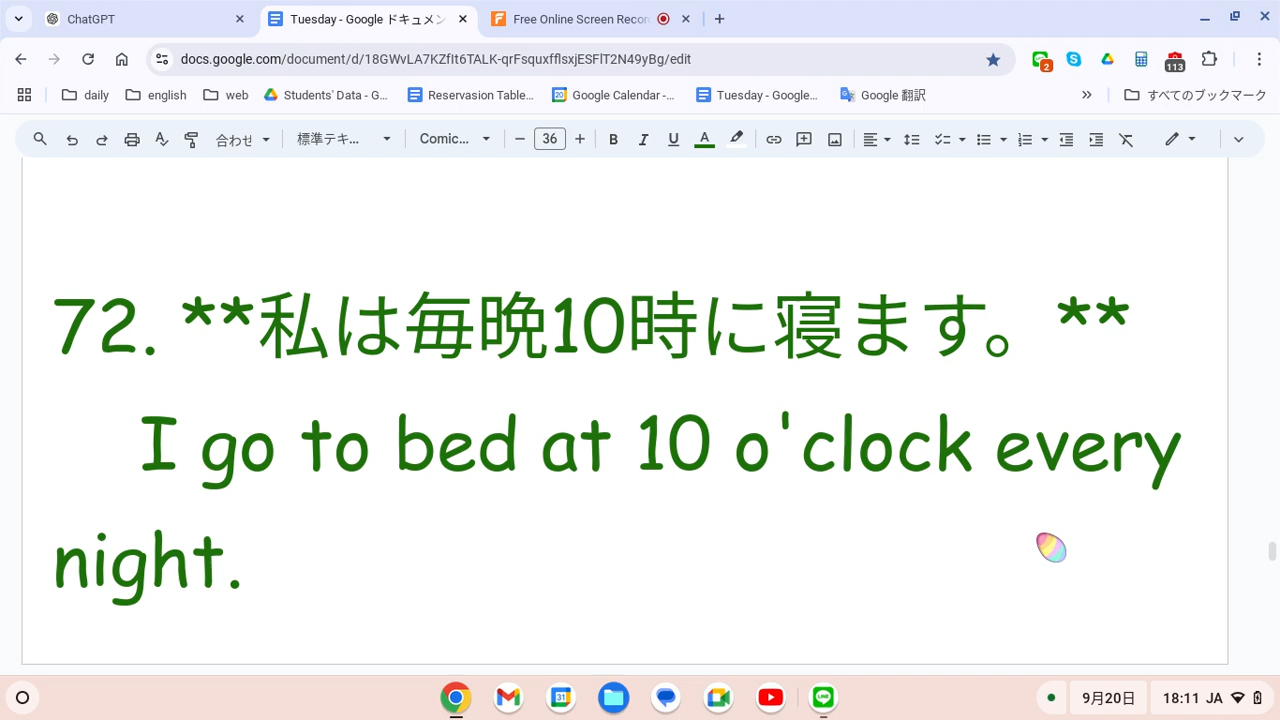 ChatGPT
Tuesday - Google ドキュメン
Free Online Screen Recor
docs.google.com/document/d/
edit
2
113
daily
english
web
Students' Data - G...
Reservasion Table...
Google Calendar -...
Tuesday - Google...
Google 翻訳
すべてのブックマーク
合わせ
標準テキ...
Comic...
36
B
I
U
A
72. **私は毎晩10時に寝ます。**
I go to bed at 10 o'clock every
night.
31
LINE
9月20日
18:11 JA